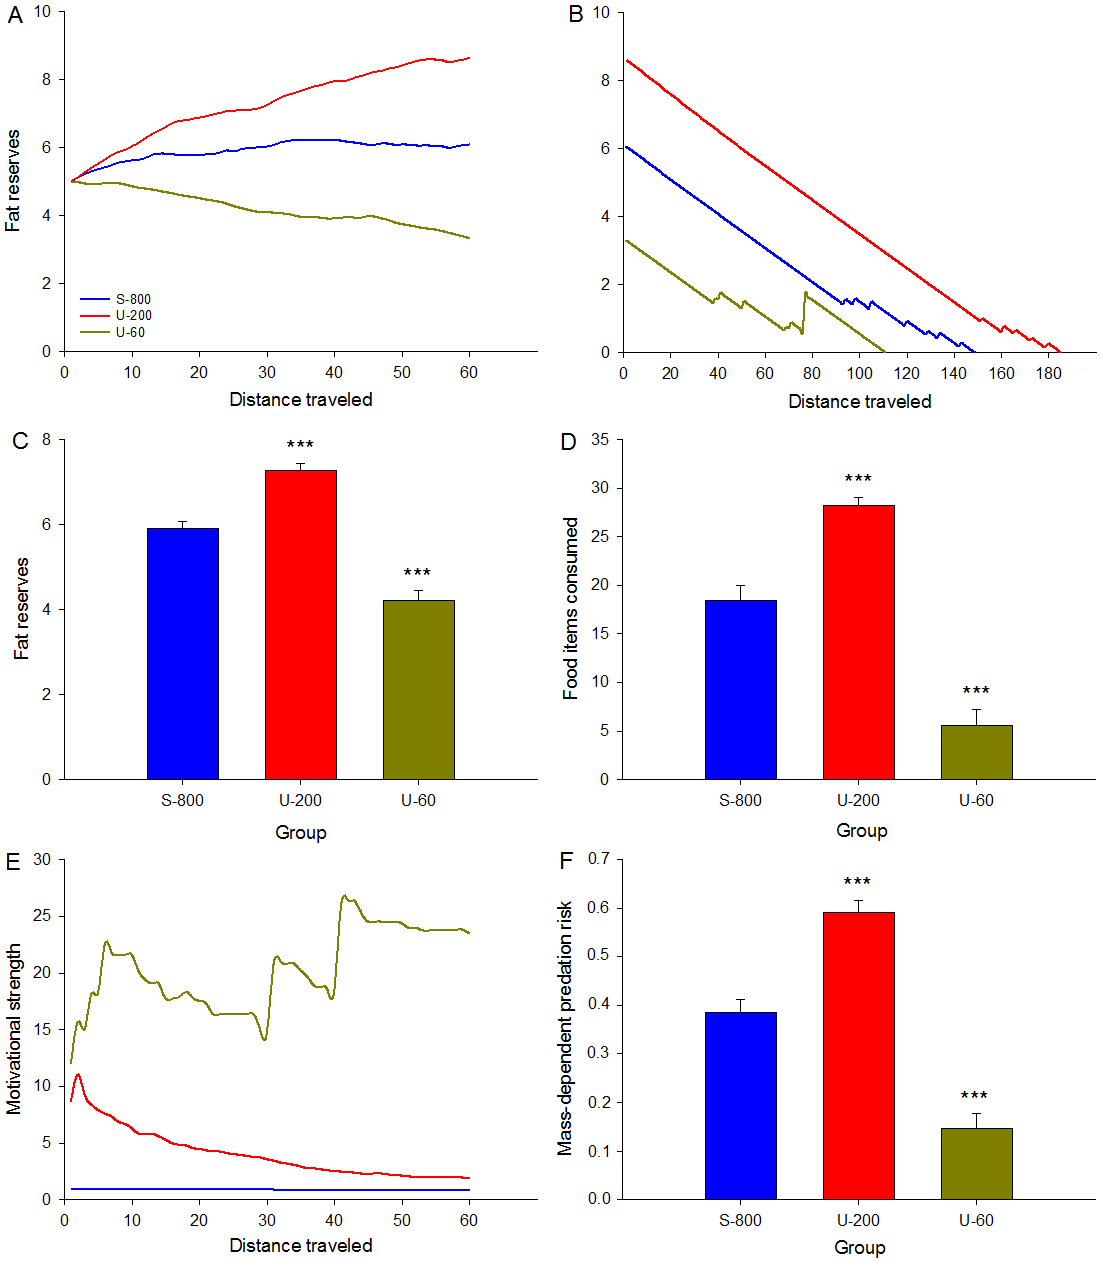 A
10
8
6
4
2
0
Fat reserves
S-800
U-200
U-60
0 10 20 30 40 50 60
Distance traveled
B
10
8
6
4
2
0
0 20 40 60 80 100 120 140 160 180
Distance traveled
C
8
6
4
2
0
Fat reserves
***
***
S-800 U-200 U-60
Group
D
35
30
25
20
15
10
5
0
Food items consumed
***
***
S-800 U-200 U-60
Group
E
30
25
20
15
10
5
0
Motivational strength
0 10 20 30 40 50 60
Distance traveled
F
0.7
0.6
0.5
0.4
0.3
0.2
0.1
0.0
Mass-dependent predation risk
***
***
S-800 U-200 U-60
Group